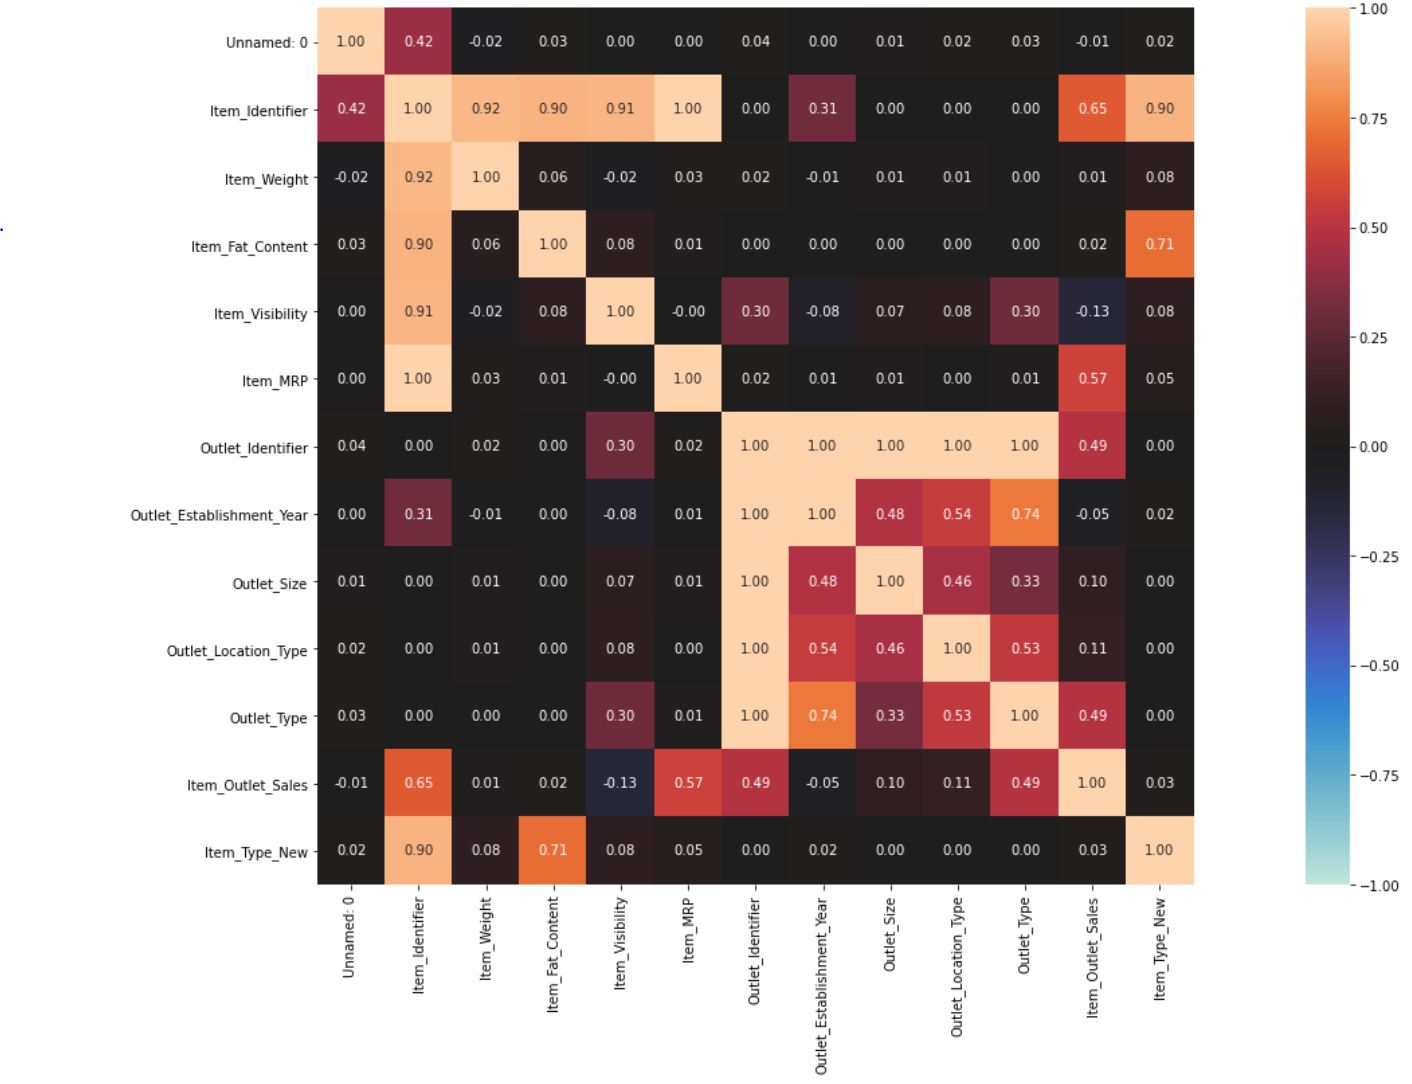 Unnamed: 0 1.00 0.42 -0.02 0.03 0.00 0.00 0.04 0.00 0.01 0.02 0.03 -0.01 0.02
Item_Identifier 0.42 1.00 0.92 0.90 0.91 1.00 0.00 0.31 0.00 0.00 0.00 0.65 0.90
Item_Weight -0.02 0.92 1.00 0.06 -0.02 0.03 0.02 -0.01 0.01 0.01 0.00 0.01 0.08
Item_Fat_Content 0.03 0.90 0.06 1.00 0.08 0.01 0.00 0.00 0.00 0.00 0.00 0.02 0.71
Item_Visibility 0.00 0.91 -0.02 0.08 1.00 -0.00 0.30 -0.08 0.07 0.08 0.30 -0.13 0.08
Item_MRP 0.00 1.00 0.03 0.01 -0.00 1.00 0.02 0.01 0.01 0.00 0.01 0.57 0.05
Outlet_Identifier 0.04 0.00 0.02 0.00 0.30 0.02 1.00 1.00 1.00 1.00 1.00 0.49 0.00
Outlet_Establishment_Year 0.00 0.31 -0.01 0.00 -0.08 0.01 1.00 1.00 0.48 0.54 0.74 -0.05 0.02
Outlet_Size 0.01 0.00 0.01 0.00 0.07 0.01 1.00 0.48 1.00 0.46 0.33 0.10 0.00
Outlet_Location_Type 0.02 0.00 0.01 0.00 0.08 0.00 1.00 0.54 0.46 1.00 0.53 0.11 0.00
Outlet_Type 0.03 0.00 0.00 0.00 0.30 0.01 1.00 0.74 0.33 0.53 1.00 0.49 0.00
Item_Outlet_Sales -0.01 0.65 0.01 0.02 -0.13 0.57 0.49 -0.05 0.10 0.11 0.49 1.00 0.03
Item_Type_New 0.02 0.90 0.08 0.71 0.08 0.05 0.00 0.02 0.00 0.00 0.00 0.03 1.00
Unnamed: 0
Item_Identifier
Item_Weight
Item_Fat_Content
Item_Visibility
Item_MRP
Outlet_Identifier
Outlet_Establishment_Year
Outlet_Size
Outlet_Location_Type
Outlet_Type
Item_Outlet_Sales
Item_Type_New
1.00
0.75
0.50
0.25
0.00
−0.25
−0.50
−0.75
−1.00